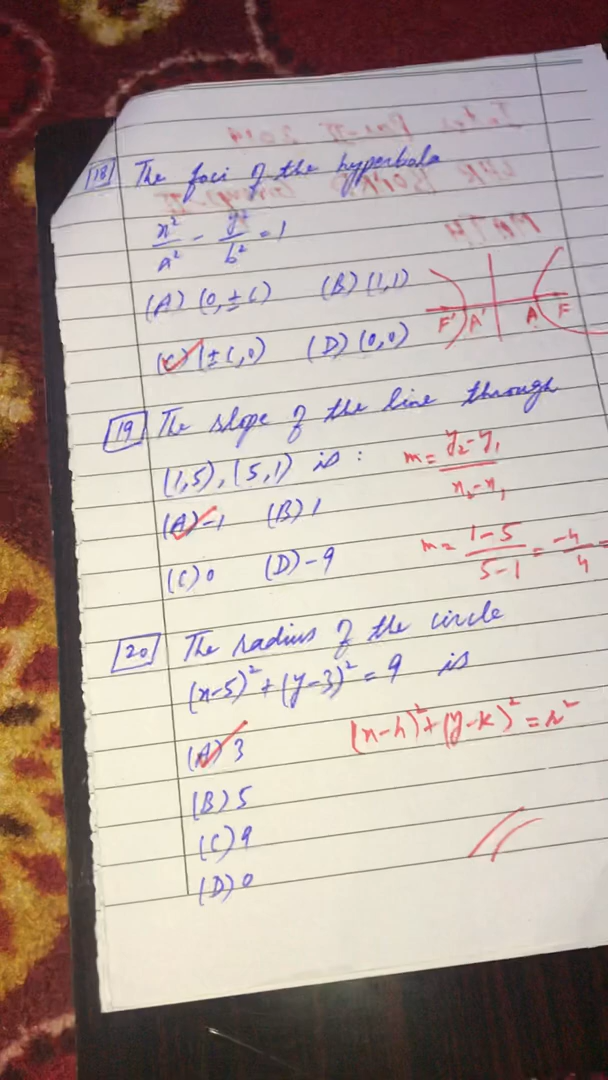 18 The foci of the hyperbola
x²/a² - y²/b² = 1
(A) (0, ±c) (B) (1,1)
(C) (±c, 0) (D) (0,0)
F' A' A F
19 The slope of the line through
(1,5), (5,1) is :
m = y₂-y₁/x₂-x₁
(A) -1 (B) 1
(C) 0 (D) -9
m = 1-5/5-1 = -4/4 =
20 The radius of the circle
(x-5)² + (y-3)² = 9 is
(A) 3
(x-h)² + (y-k)² = r²
(B) 5
(C) 9
(D) 0